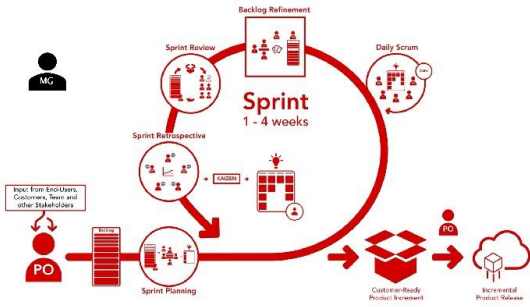 Backlog Refinement
Sprint Review
Daily Scrum
MG
Sprint
1 - 4 weeks
Sprint Retrospective
KAIZEN
Input from End-Users,
Customers, Team and
other Stakeholders
Backlog
PO
PO
Sprint Planning
Customer-Ready
Product Increment
Incremental
Product Release